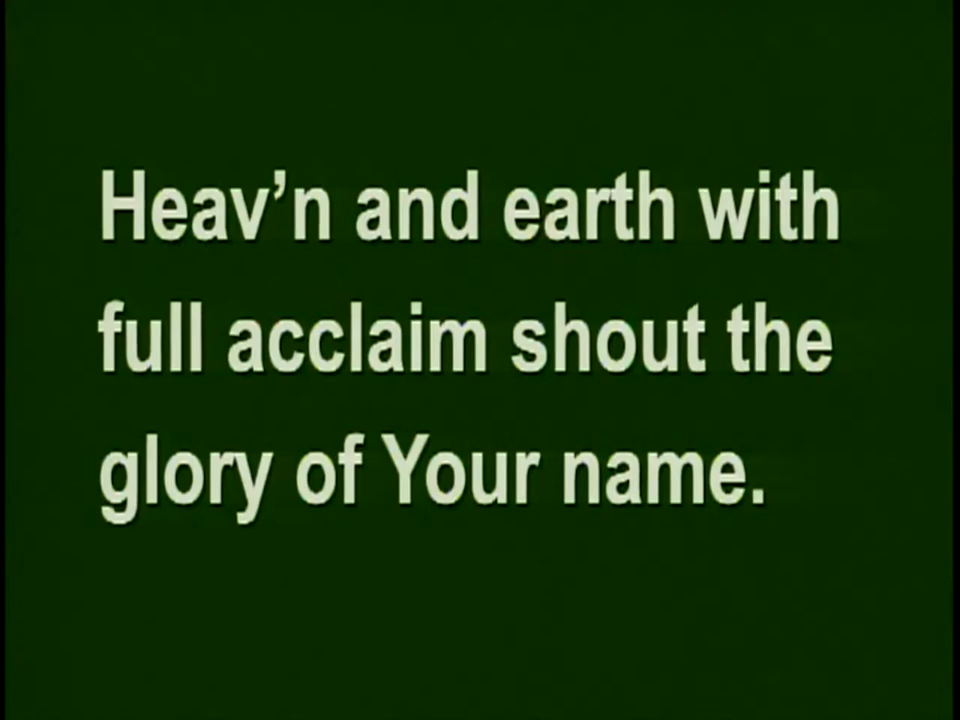 Heav’n and earth with
full acclaim shout the
glory of Your name.